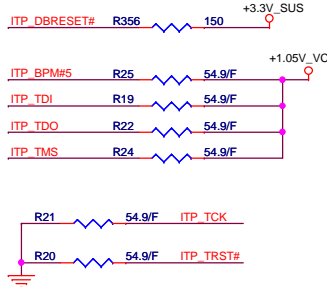 +3.3V_SUS
ITP_DBRESET# R356 150
+1.05V_VC
ITP_BPM#5 R25 54.9/F
ITP_TDI R19 54.9/F
ITP_TDO R22 54.9/F
ITP_TMS R24 54.9/F
R21 54.9/F ITP_TCK
R20 54.9/F ITP_TRST#